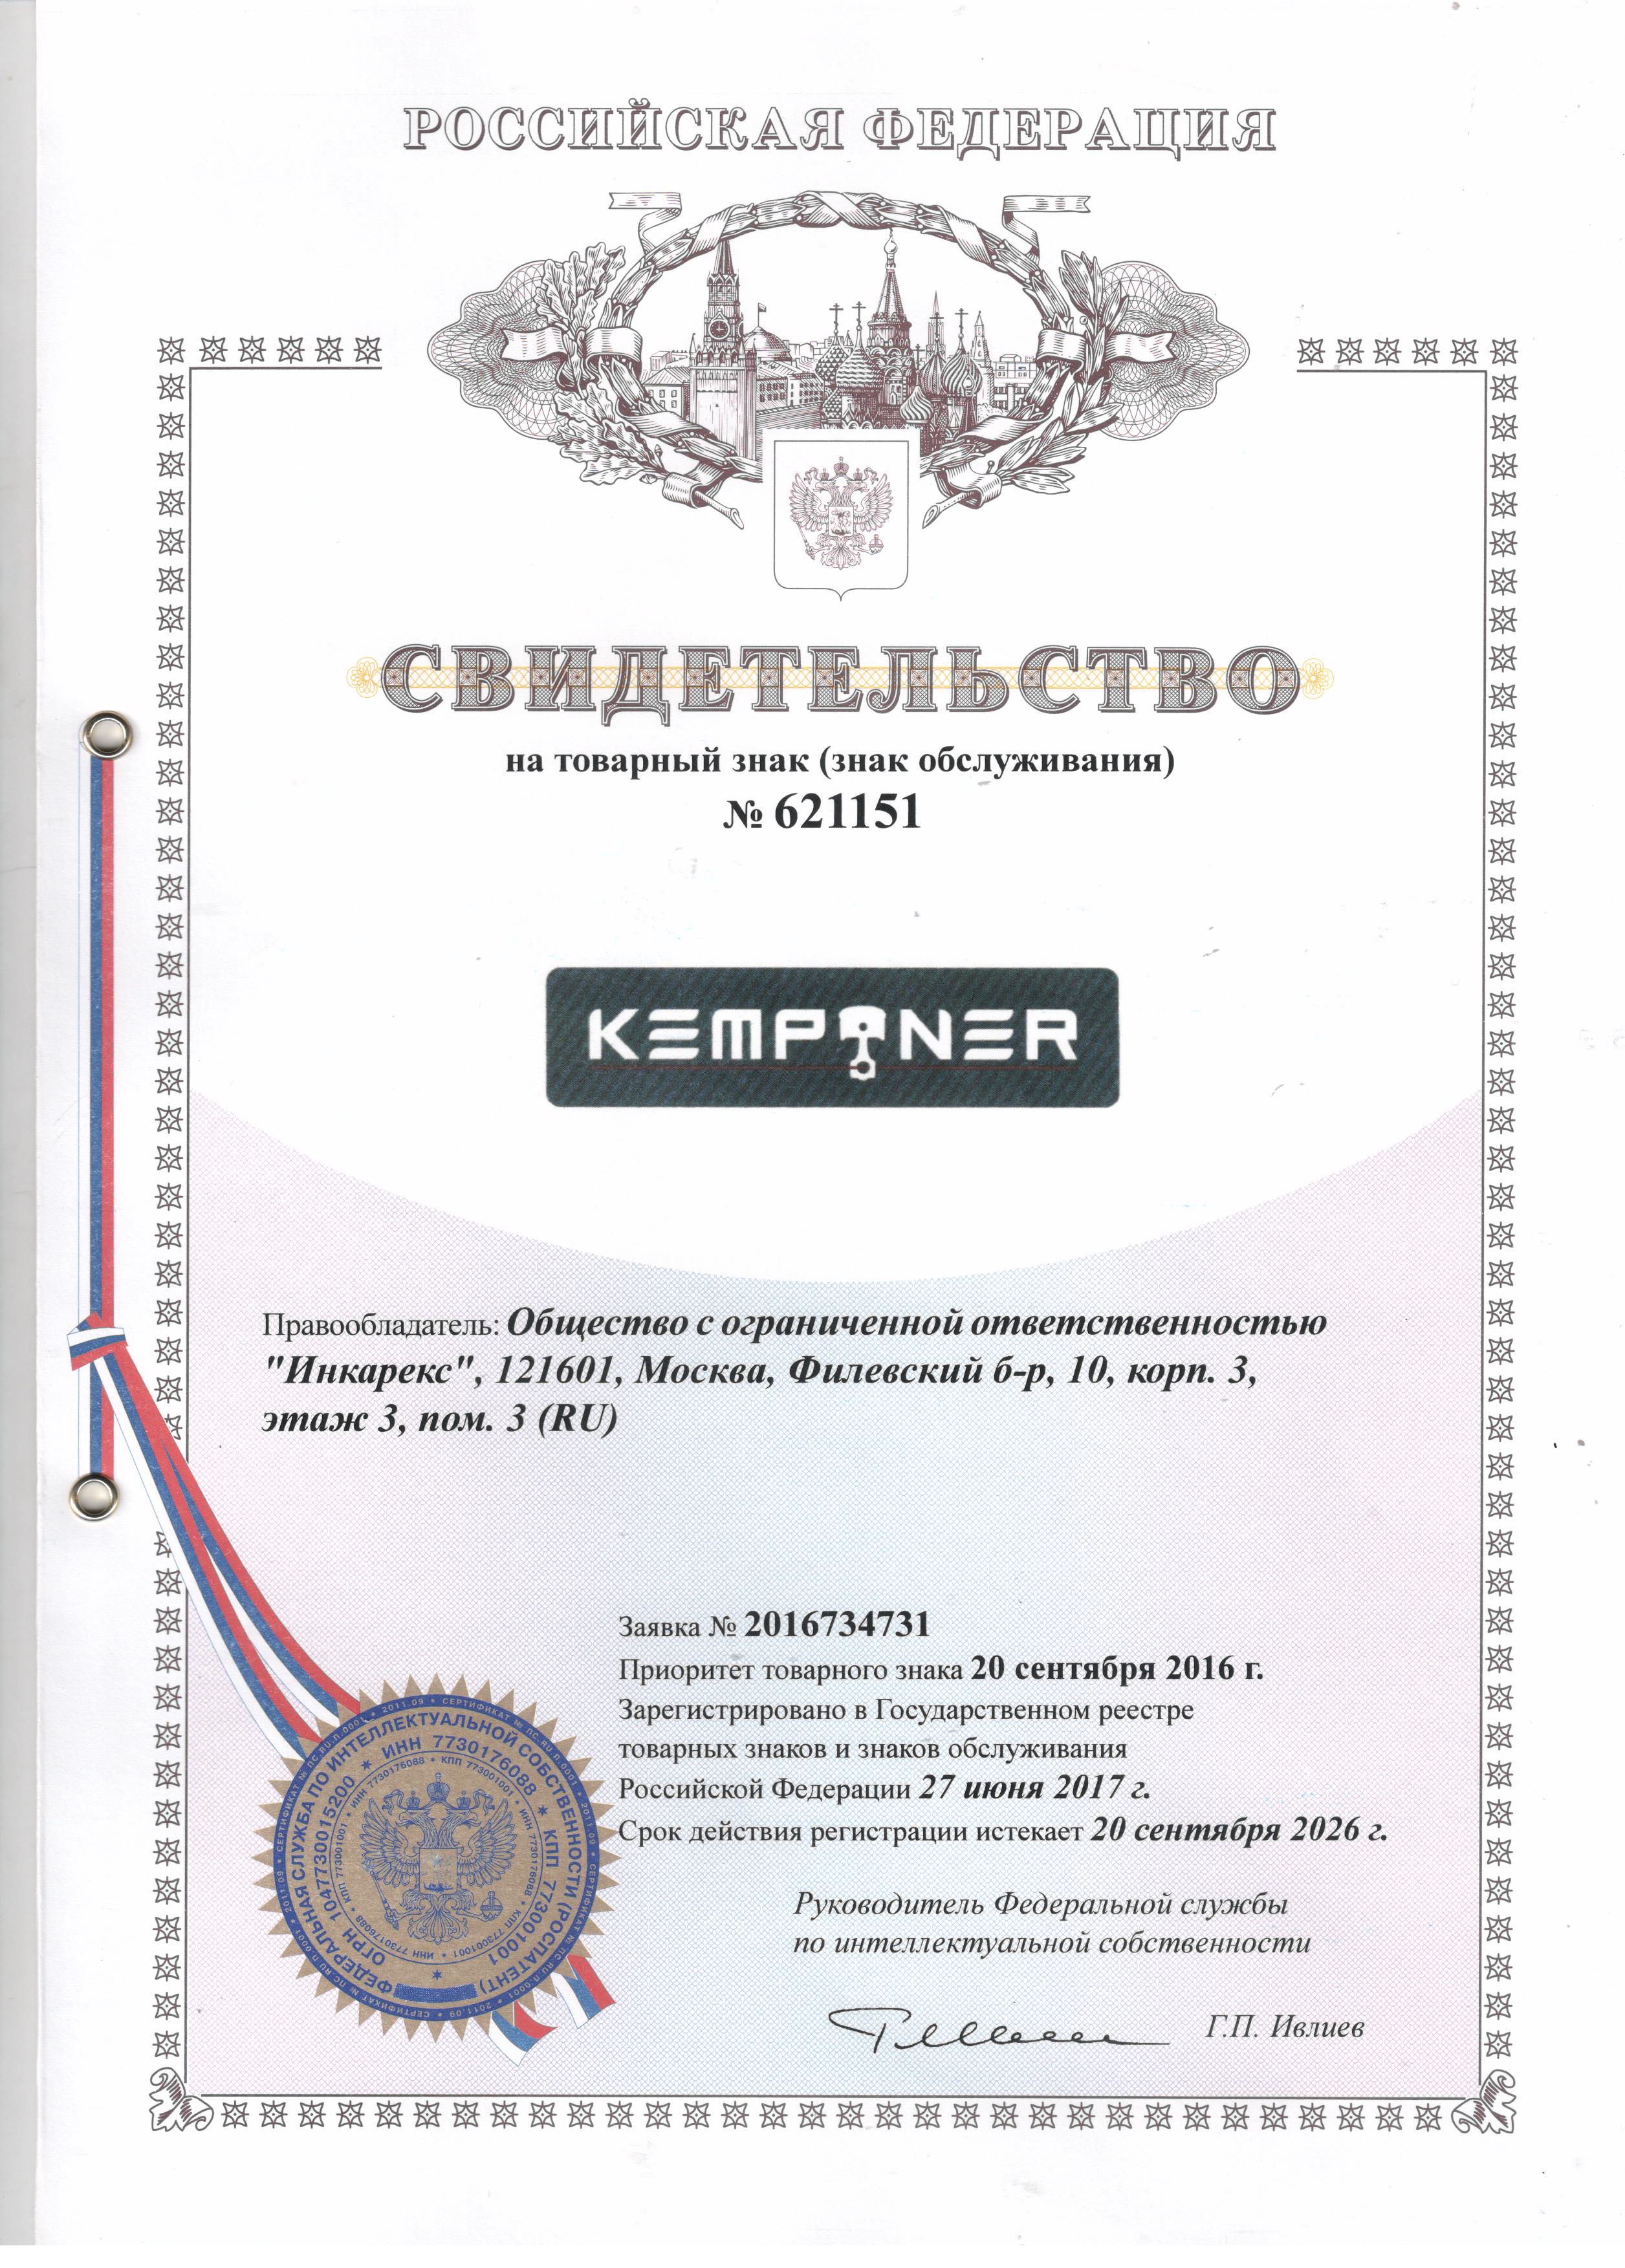 РОССИЙСКАЯ ФЕДЕРАЦИЯ
СВИДЕТЕЛЬСТВО
на товарный знак (знак обслуживания)
№ 621151
KEMPTNER
Правообладатель: Общество с ограниченной ответственностью
"Инкарекс", 121601, Москва, Филевский б-р, 10, корп. 3,
этаж 3, пом. 3 (RU)
Заявка № 2016734731
Приоритет товарного знака 20 сентября 2016 г.
Зарегистрировано в Государственном реестре
товарных знаков и знаков обслуживания
Российской Федерации 27 июня 2017 г.
Срок действия регистрации истекает 20 сентября 2026 г.
Руководитель Федеральной службы
по интеллектуальной собственности
Г.П. Ивлиев
ФЕДЕРАЛЬНАЯ СЛУЖБА ПО ИНТЕЛЛЕКТУАЛЬНОЙ СОБСТВЕННОСТИ (РОСПАТЕНТ)
ОГРН 1047730015200 * ИНН 7730176088 * КПП 773001001 *